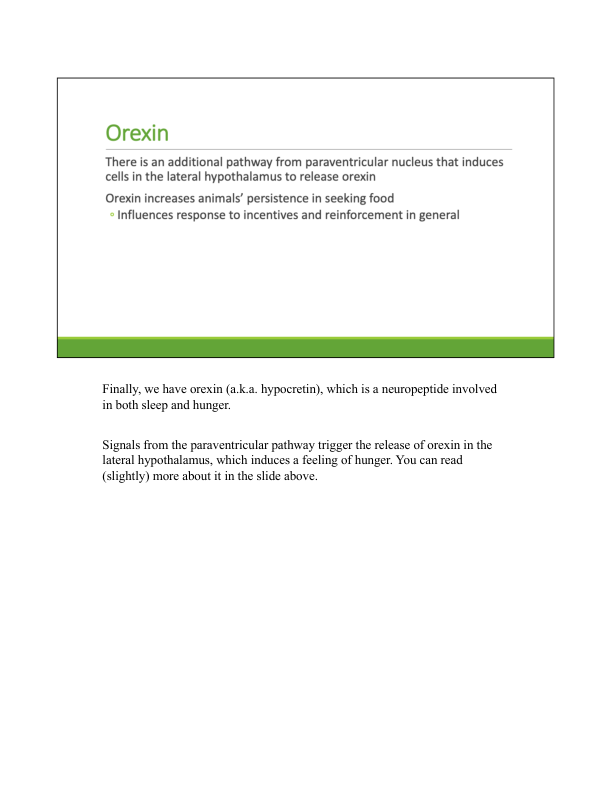 Orexin
There is an additional pathway from paraventricular nucleus that induces
cells in the lateral hypothalamus to release orexin
Orexin increases animals’ persistence in seeking food
◦ Influences response to incentives and reinforcement in general
Finally, we have orexin (a.k.a. hypocretin), which is a neuropeptide involved
in both sleep and hunger.
Signals from the paraventricular pathway trigger the release of orexin in the
lateral hypothalamus, which induces a feeling of hunger. You can read
(slightly) more about it in the slide above.